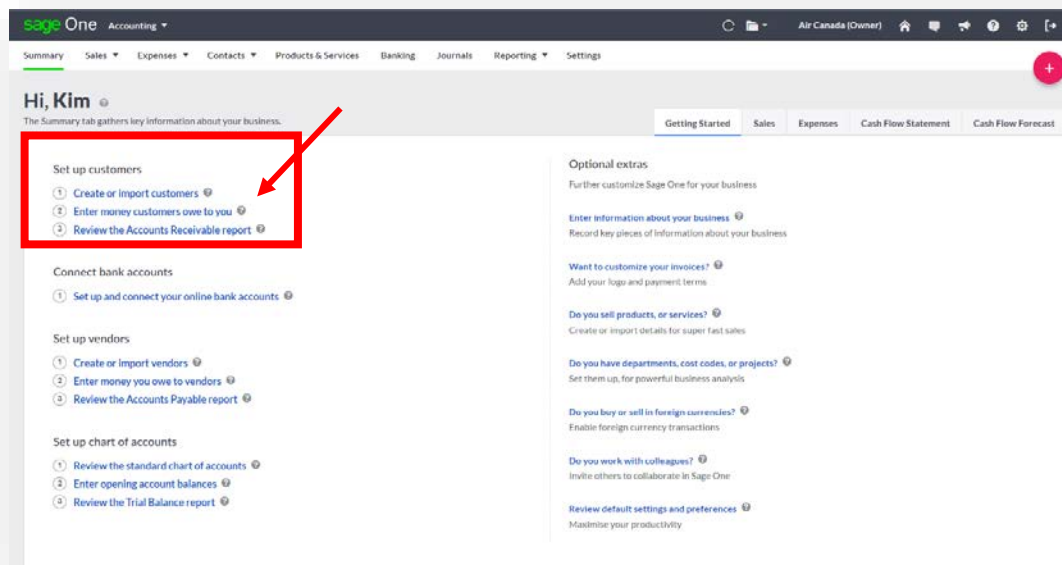 sage One Accounting
Air Canada (Owner)
Summary Sales Expenses Contacts Products & Services Banking Journals Reporting Settings
+
Hi, Kim
The Summary tab gathers key information about your business.
Getting Started Sales Expenses Cash Flow Statement Cash Flow Forecast
Set up customers
1 Create or import customers
2 Enter money customers owe to you
3 Review the Accounts Receivable report
Connect bank accounts
1 Set up and connect your online bank accounts
Set up vendors
1 Create or import vendors
2 Enter money you owe to vendors
3 Review the Accounts Payable report
Set up chart of accounts
1 Review the standard chart of accounts
2 Enter opening account balances
3 Review the Trial Balance report
Optional extras
Further customize Sage One for your business
Enter information about your business
Record key pieces of information about your business
Want to customize your invoices?
Add your logo and payment terms
Do you sell products, or services?
Create or import details for super fast sales
Do you have departments, cost codes, or projects?
Set them up, for powerful business analysis
Do you buy or sell in foreign currencies?
Enable foreign currency transactions
Do you work with colleagues?
Invite others to collaborate in Sage One
Review default settings and preferences
Maximise your productivity